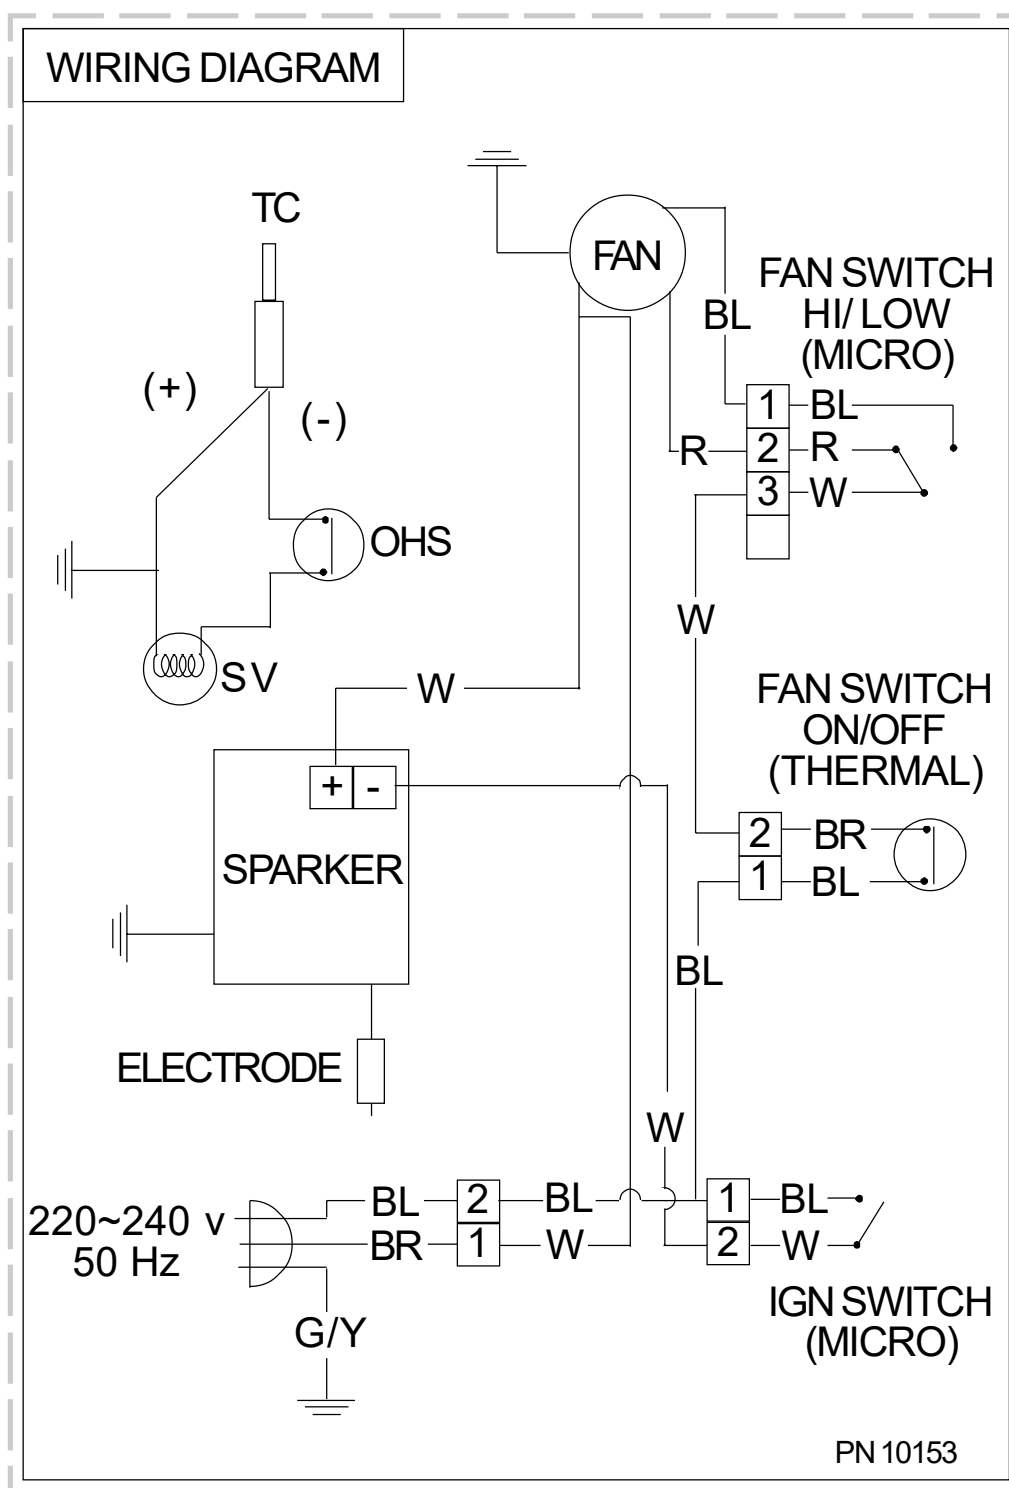 WIRING DIAGRAM
TC
FAN
FAN SWITCH
HI/ LOW
(MICRO)
BL
(+)
(-)
1 BL
R 2 R
3 W
OHS
W
SV
W
FAN SWITCH
ON/OFF
(THERMAL)
+ -
2 BR
SPARKER
1 BL
BL
ELECTRODE
W
220~240 v
50 Hz
BL 2 BL
BR 1 W
1 BL
2 W
G/Y
IGN SWITCH
(MICRO)
PN 10153